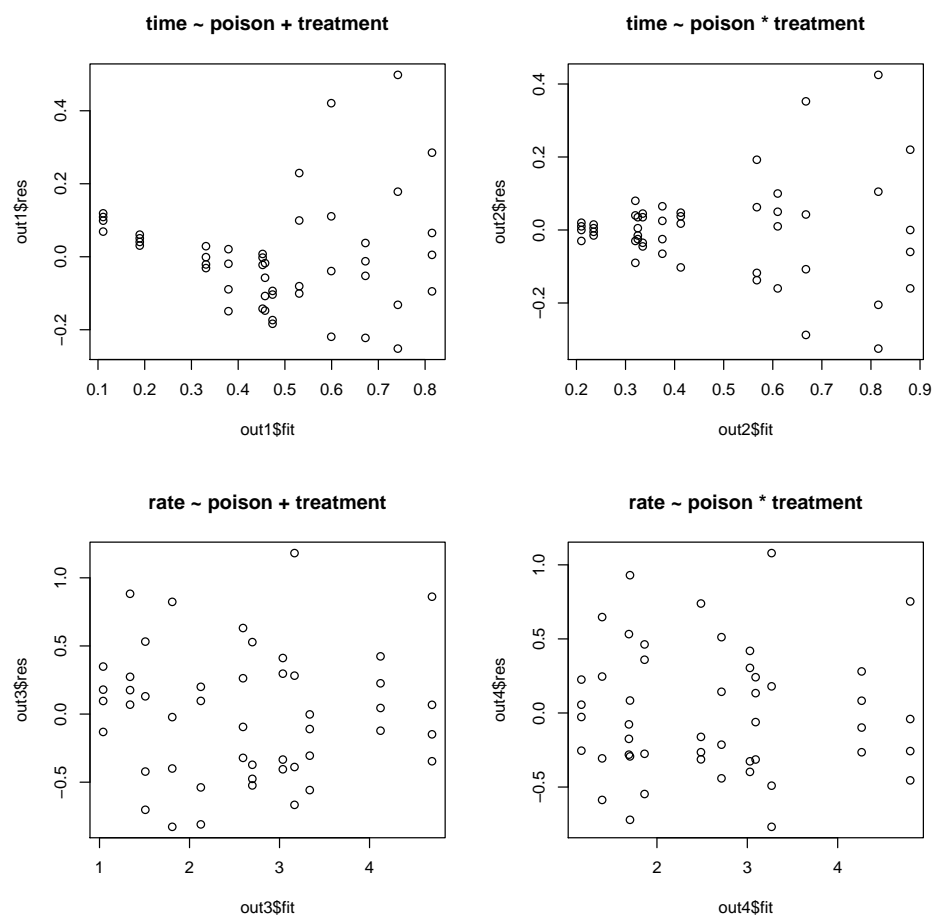 time ~ poison + treatment
out1$res
0.4
0.2
0.0
−0.2
0.1 0.2 0.3 0.4 0.5 0.6 0.7 0.8
out1$fit
time ~ poison * treatment
out2$res
0.4
0.2
0.0
−0.2
0.2 0.3 0.4 0.5 0.6 0.7 0.8 0.9
out2$fit
rate ~ poison + treatment
out3$res
1.0
0.5
0.0
−0.5
1 2 3 4
out3$fit
rate ~ poison * treatment
out4$res
1.0
0.5
0.0
−0.5
2 3 4
out4$fit